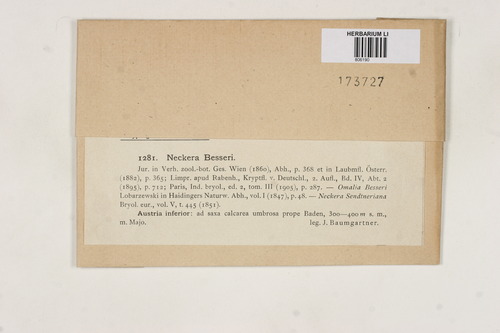 HERBARIUM LI
173727
1281. Neckera Besseri.
Jur. in Verh. zool.-bot. Ges. Wien (1860), Abh., p. 368 et in Laubmfl. Österr.
(1882), p. 365; Limpr. apud Rabenh., Kryptfl. v. Deutschl., 2. Aufl., Bd. IV, Abt. 2
(1895), p. 712; Paris, Ind. bryol., ed. 2, tom. III (1905), p. 287. — Omalia Besseri
Lobarzewski in Haidingers Naturw. Abh., vol. I (1847), p. 48. — Neckera Sendtneriana
Bryol. eur., vol. V, t. 445 (1851).
Austria inferior: ad saxa calcarea umbrosa prope Baden, 300—400 m s. m.,
m. Majo. leg. J. Baumgartner.